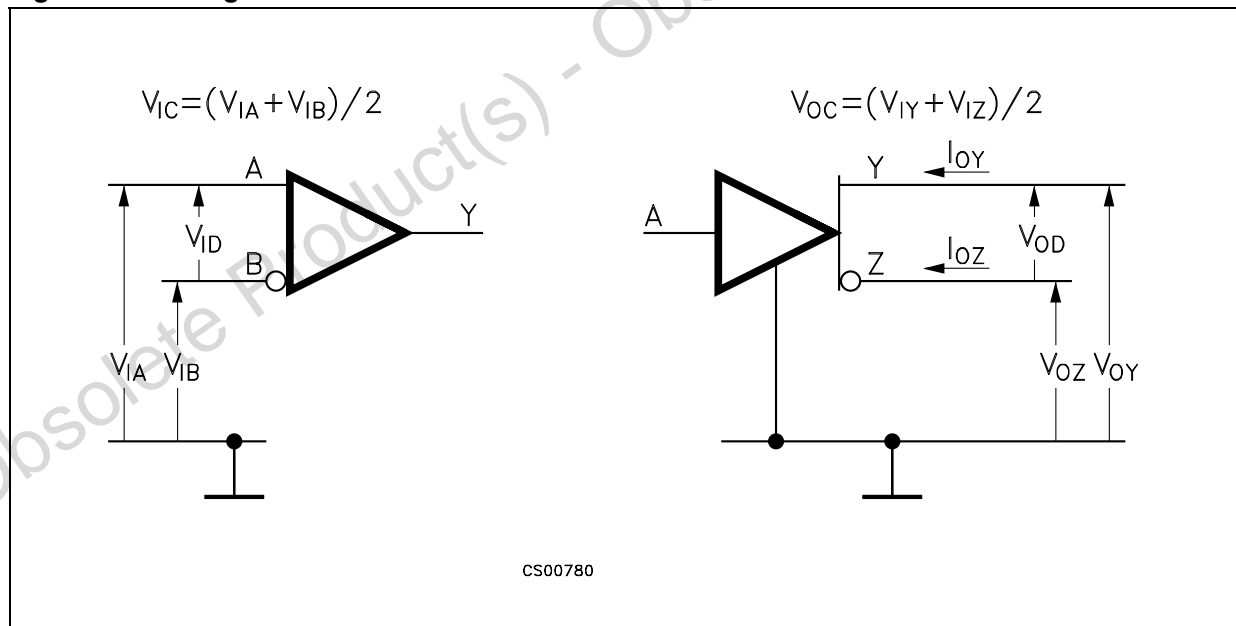 V_IC=(V_IA+V_IB)/2
V_OC=(V_IY+V_IZ)/2
A
Y
I_OY
A
Y
V_ID
V_OD
B
Z
I_OZ
V_IA
V_IB
V_OZ
V_OY
CS00780
Obsolete Product(s) - Obs